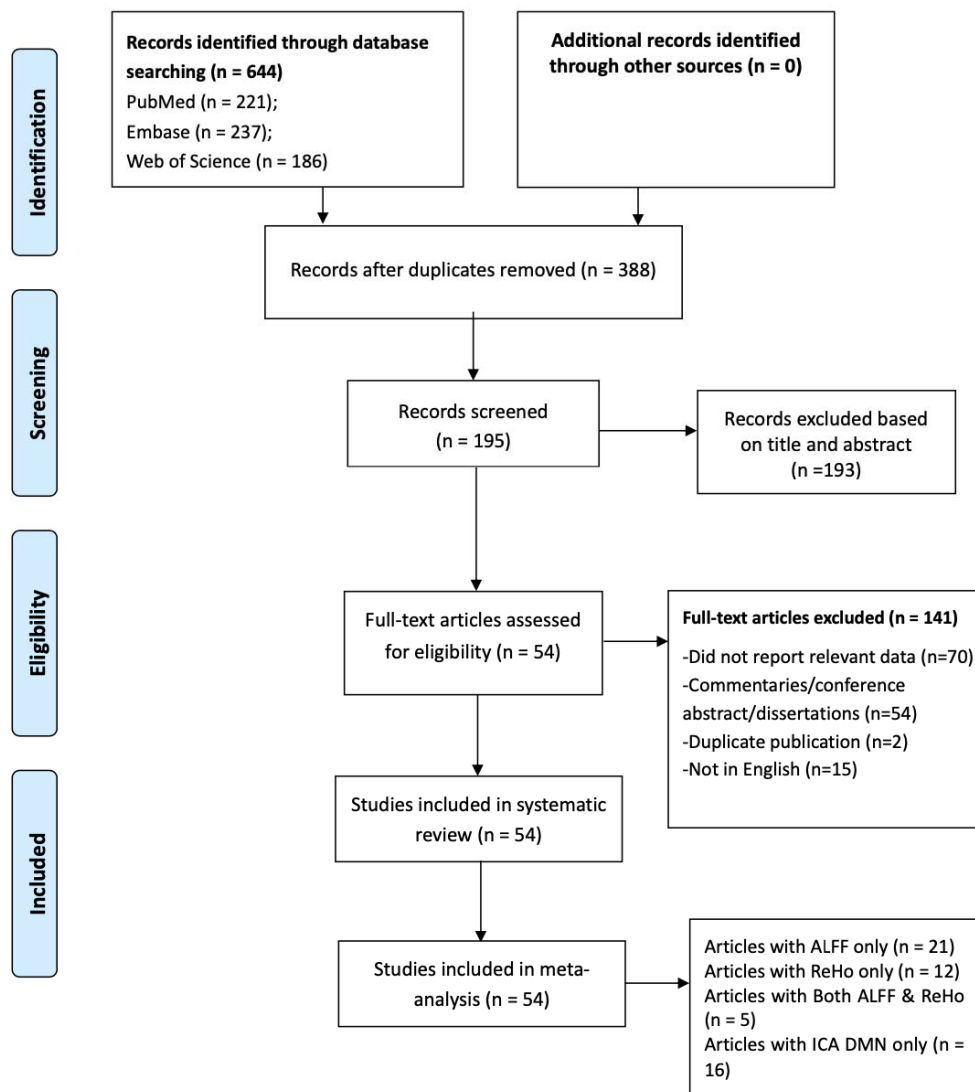 Identification
Records identified through database
searching (n = 644)
PubMed (n = 221);
Embase (n = 237);
Web of Science (n = 186)
Additional records identified
through other sources (n = 0)
Records after duplicates removed (n = 388)
Screening
Records screened
(n = 195)
Records excluded based
on title and abstract
(n =193)
Eligibility
Full-text articles assessed
for eligibility (n = 54)
Full-text articles excluded (n = 141)
-Did not report relevant data (n=70)
-Commentaries/conference
abstract/dissertations (n=54)
-Duplicate publication (n=2)
-Not in English (n=15)
Included
Studies included in systematic
review (n = 54)
Studies included in meta-
analysis (n = 54)
Articles with ALFF only (n = 21)
Articles with ReHo only (n = 12)
Articles with Both ALFF & ReHo
(n = 5)
Articles with ICA DMN only (n =
16)